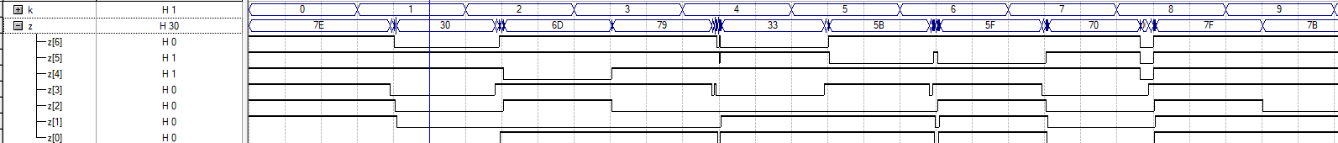 k H 1 0 1 2 3 4 5 6 7 8 9
z H 30 7E 30 6D 79 33 5B 5F 70 7F 7B
z[6] H 0
z[5] H 1
z[4] H 1
z[3] H 0
z[2] H 0
z[1] H 0
z[0] H 0